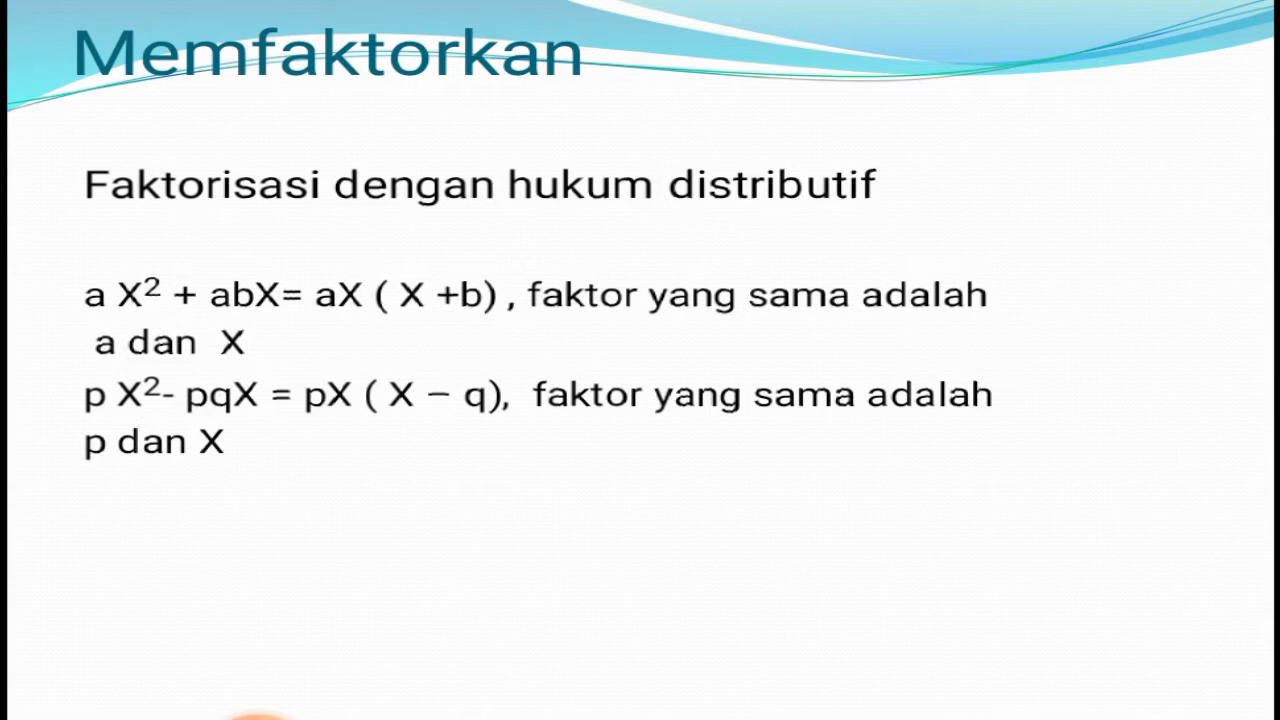 Memfaktorkan
Faktorisasi dengan hukum distributif
a X² + abX= aX ( X +b) , faktor yang sama adalah
a dan X
p X²- pqX = pX ( X – q), faktor yang sama adalah
p dan X